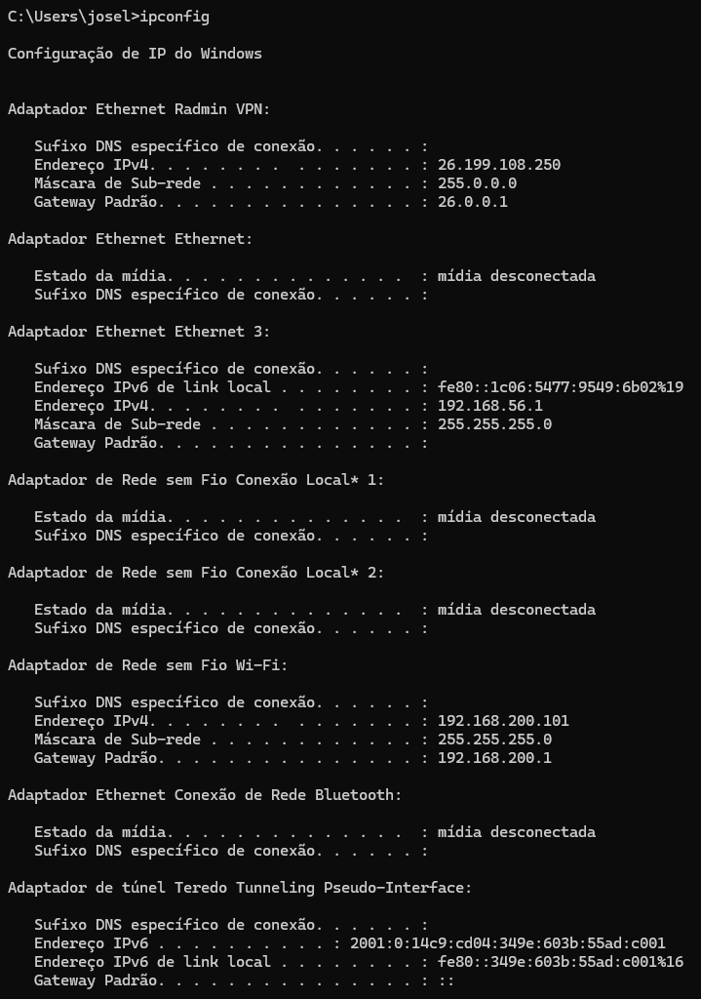 C:\Users\josel>ipconfig
Configuração de IP do Windows
Adaptador Ethernet Radmin VPN:
Sufixo DNS específico de conexão. . . . . . :
Endereço IPv4. . . . . . . .  . . . . . . . : 26.199.108.250
Máscara de Sub-rede . . . . . . . . . . . . : 255.0.0.0
Gateway Padrão. . . . . . . . . . . . . . . : 26.0.0.1
Adaptador Ethernet Ethernet:
Estado da mídia. . . . . . . . . . . . . .  : mídia desconectada
Sufixo DNS específico de conexão. . . . . . :
Adaptador Ethernet Ethernet 3:
Sufixo DNS específico de conexão. . . . . . :
Endereço IPv6 de link local . . . . . . . . : fe80::1c06:5477:9549:6b02%19
Endereço IPv4. . . . . . . .  . . . . . . . : 192.168.56.1
Máscara de Sub-rede . . . . . . . . . . . . : 255.255.255.0
Gateway Padrão. . . . . . . . . . . . . . . :
Adaptador de Rede sem Fio Conexão Local* 1:
Estado da mídia. . . . . . . . . . . . . .  : mídia desconectada
Sufixo DNS específico de conexão. . . . . . :
Adaptador de Rede sem Fio Conexão Local* 2:
Estado da mídia. . . . . . . . . . . . . .  : mídia desconectada
Sufixo DNS específico de conexão. . . . . . :
Adaptador de Rede sem Fio Wi-Fi:
Sufixo DNS específico de conexão. . . . . . :
Endereço IPv4. . . . . . . .  . . . . . . . : 192.168.200.101
Máscara de Sub-rede . . . . . . . . . . . . : 255.255.255.0
Gateway Padrão. . . . . . . . . . . . . . . : 192.168.200.1
Adaptador Ethernet Conexão de Rede Bluetooth:
Estado da mídia. . . . . . . . . . . . . .  : mídia desconectada
Sufixo DNS específico de conexão. . . . . . :
Adaptador de túnel Teredo Tunneling Pseudo-Interface:
Sufixo DNS específico de conexão. . . . . . :
Endereço IPv6 . . . . . . . . . . : 2001:0:14c9:cd04:349e:603b:55ad:c001
Endereço IPv6 de link local . . . . . . . . : fe80::349e:603b:55ad:c001%16
Gateway Padrão. . . . . . . . . . . . . . . : ::